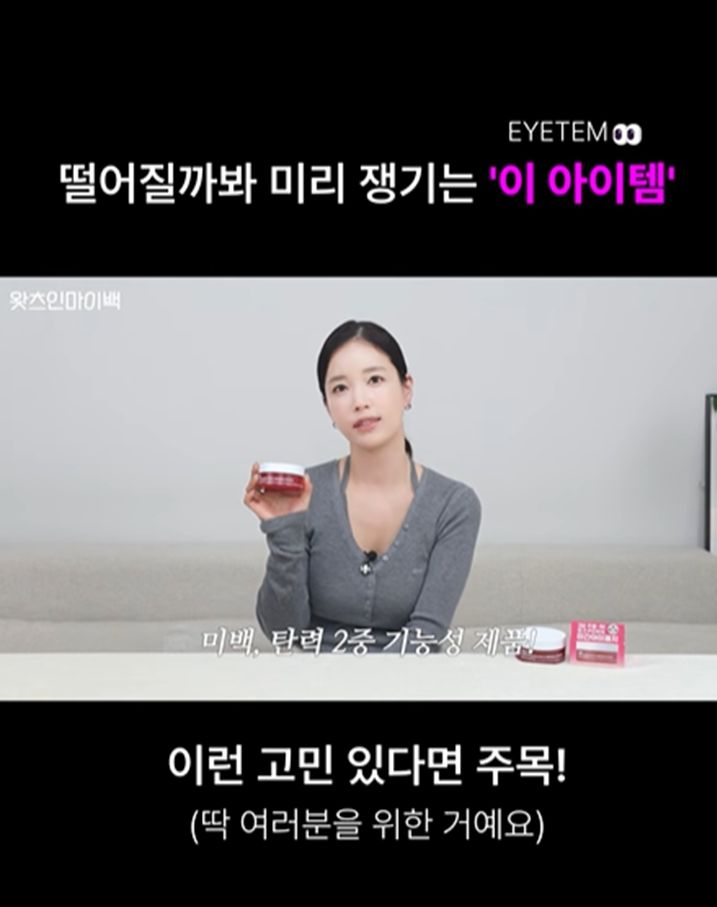 EYETEM
떨어질까봐 미리 쟁기는 '이 아이템'
왓츠인마이백
미백, 탄력 2중 기능성 제품!
이런 고민 있다면 주목!
(딱 여러분을 위한 거예요)